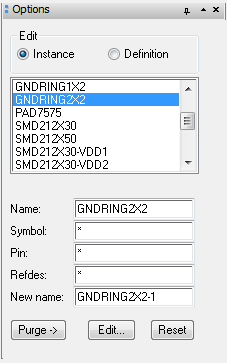 Options
Edit
Instance
Definition
GNDRING1X2
GNDRING2X2
PAD7575
SMD212X30
SMD212X50
SMD212X30-VDD1
SMD212X30-VDD2
Name: GNDRING2X2
Symbol: *
Pin: *
Refdes: *
New name: GNDRING2X2-1
Purge -> Edit... Reset